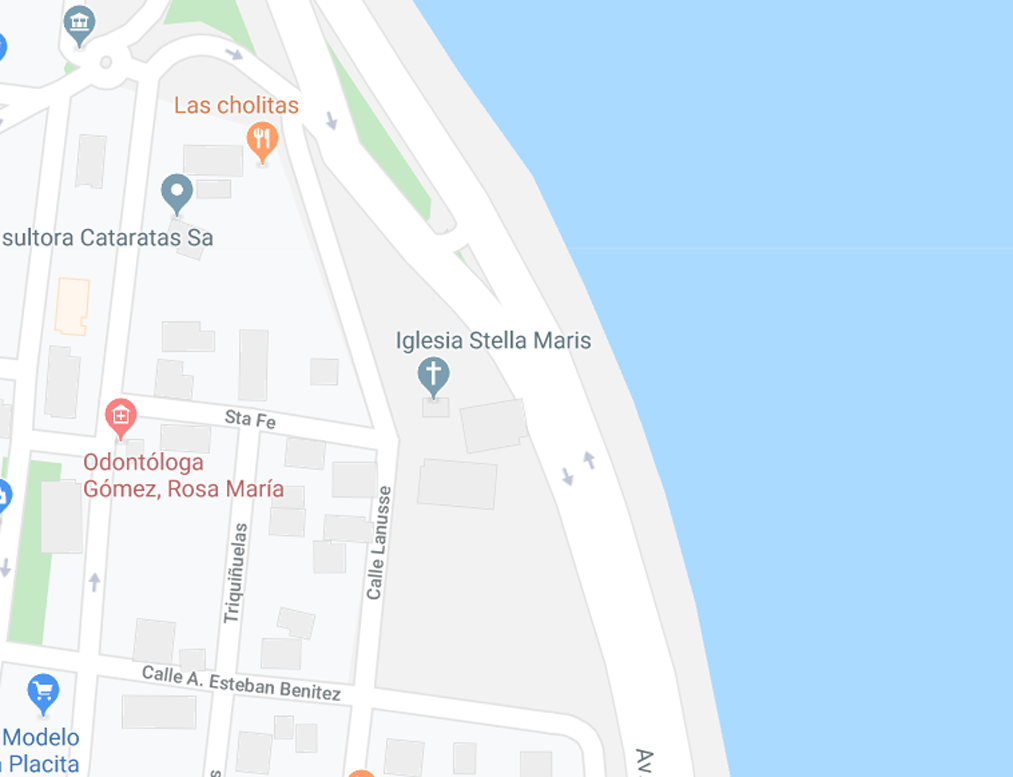 Las cholitas
sultora Cataratas Sa
Iglesia Stella Maris
Sta Fe
Odontóloga
Gómez, Rosa María
Calle Lanusse
Triquiñuelas
Calle A. Esteban Benitez
Modelo
a Placita
s
Av